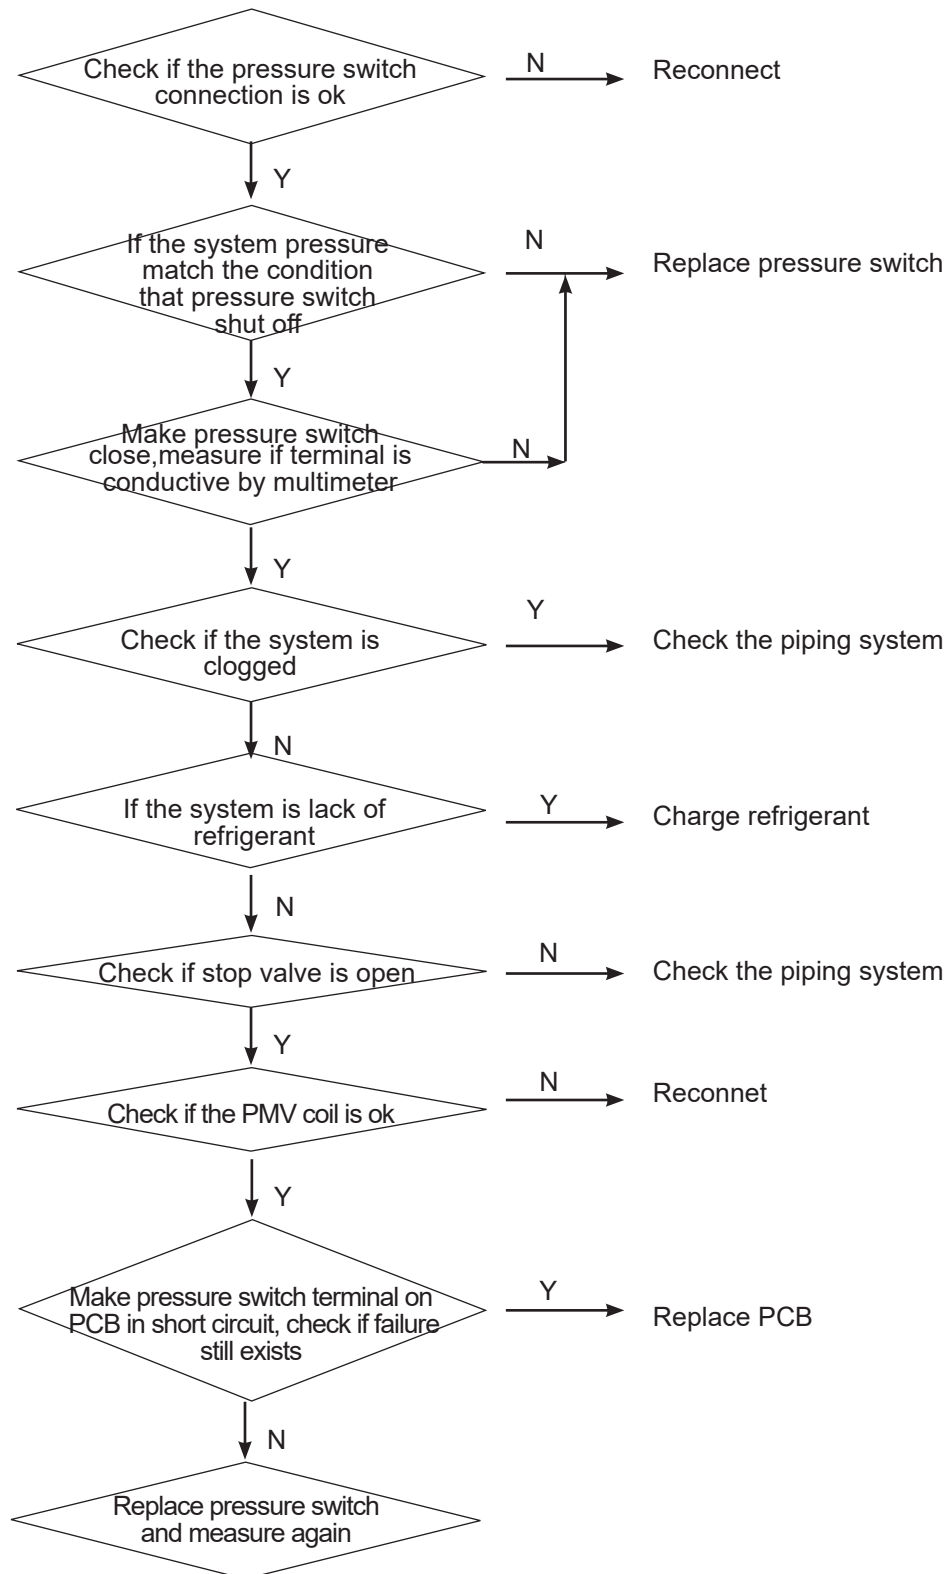 Check if the pressure switch
connection is ok
N
Reconnect
Y
If the system pressure
match the condition
that pressure switch
shut off
N
Replace pressure switch
Y
Make pressure switch
close,measure if terminal is
conductive by multimeter
N
Y
Check if the system is
clogged
Y
Check the piping system
N
If the system is lack of
refrigerant
Y
Charge refrigerant
N
Check if stop valve is open
N
Check the piping system
Y
Check if the PMV coil is ok
N
Reconnet
Y
Make pressure switch terminal on
PCB in short circuit, check if failure
still exists
Y
Replace PCB
N
Replace pressure switch
and measure again